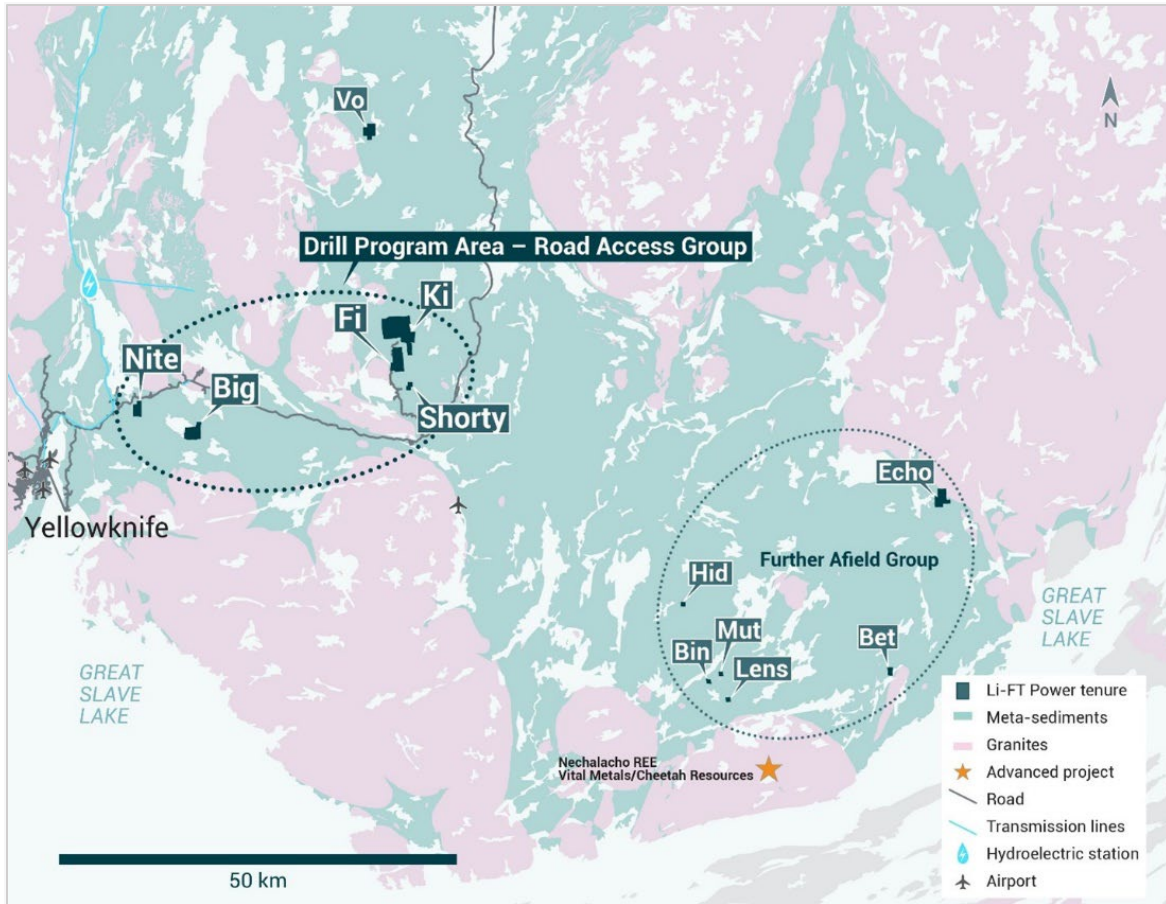 Vo
N
Drill Program Area – Road Access Group
Ki
Fi
Nite
Big
Shorty
Echo
Yellowknife
Further Afield Group
Hid
GREAT
SLAVE
LAKE
Mut
Bin
Bet
Lens
GREAT
SLAVE
LAKE
Nechalacho REE
Vital Metals/Cheetah Resources
50 km
Li-FT Power tenure
Meta-sediments
Granites
Advanced project
Road
Transmission lines
Hydroelectric station
Airport